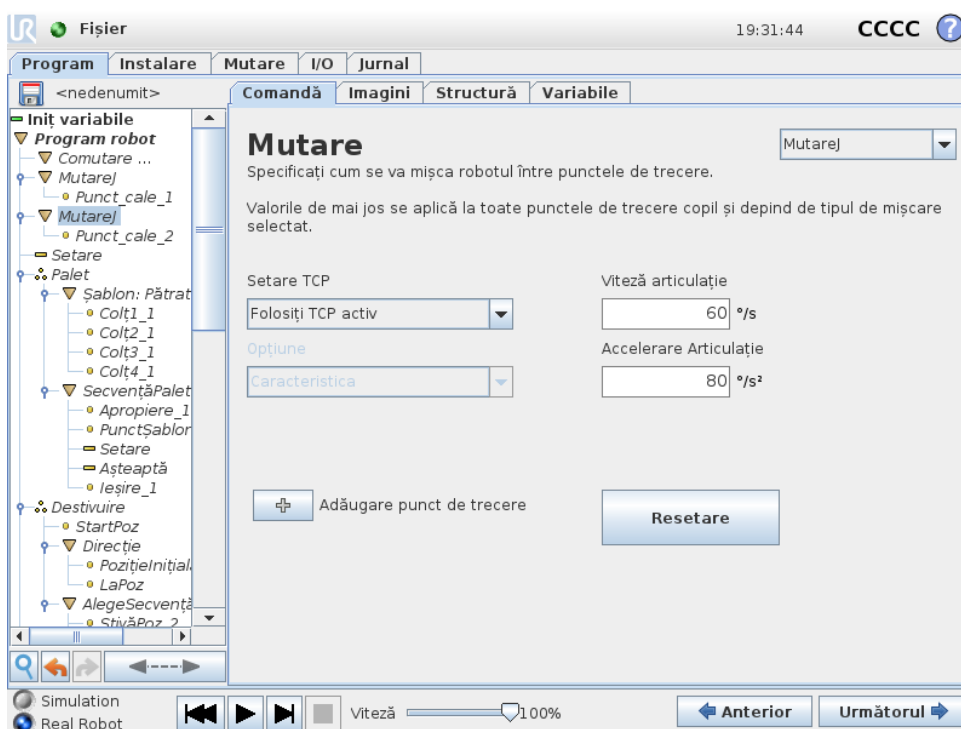 UR Fișier 19:31:44 CCCC ?
Program Instalare Mutare I/O Jurnal
<nedenumit>
Comandă Imagini Structură Variabile
Iniț variabile
Program robot
Comutare ...
MutareJ
Punct_cale_1
MutareJ
Punct_cale_2
Setare
Palet
Șablon: Pătrat
Colț1_1
Colț2_1
Colț3_1
Colț4_1
SecvențăPalet
Apropiere_1
PunctȘablon
Setare
Așteaptă
Ieșire_1
Destivuire
StartPoz
Direcție
PozițieInițial
LaPoz
AlegeSecvență
StivăPoz_2
Mutare
MutareJ
Specificați cum se va mișca robotul între punctele de trecere.
Valorile de mai jos se aplică la toate punctele de trecere copil și depind de tipul de mișcare
selectat.
Setare TCP
Folosiți TCP activ
Opțiune
Caracteristica
Viteză articulație
60 °/s
Accelerare Articulație
80 °/s²
Adăugare punct de trecere
Resetare
Simulation
Real Robot
Viteză 100%
Anterior
Următorul